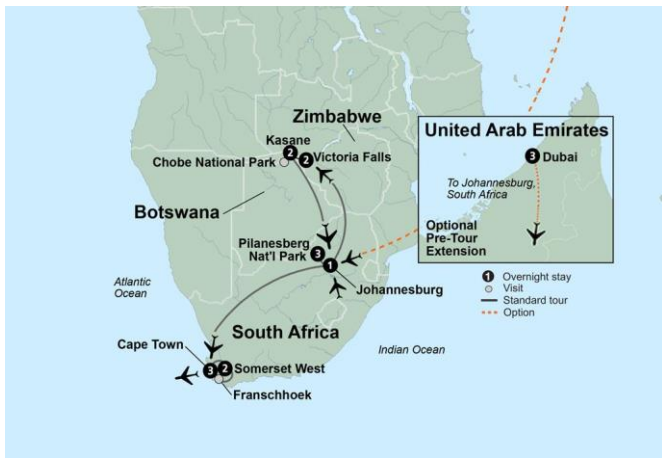 Zimbabwe
Kasane
2
2
Victoria Falls
Chobe National Park
Botswana
Pilanesberg
Nat'l Park
3
1
Johannesburg
Atlantic
Ocean
South Africa
Cape Town
3
2
Somerset West
Franschhoek
Indian Ocean
United Arab Emirates
3
Dubai
To Johannesburg,
South Africa
Optional
Pre-Tour
Extension
1 Overnight stay
Visit
Standard tour
Option